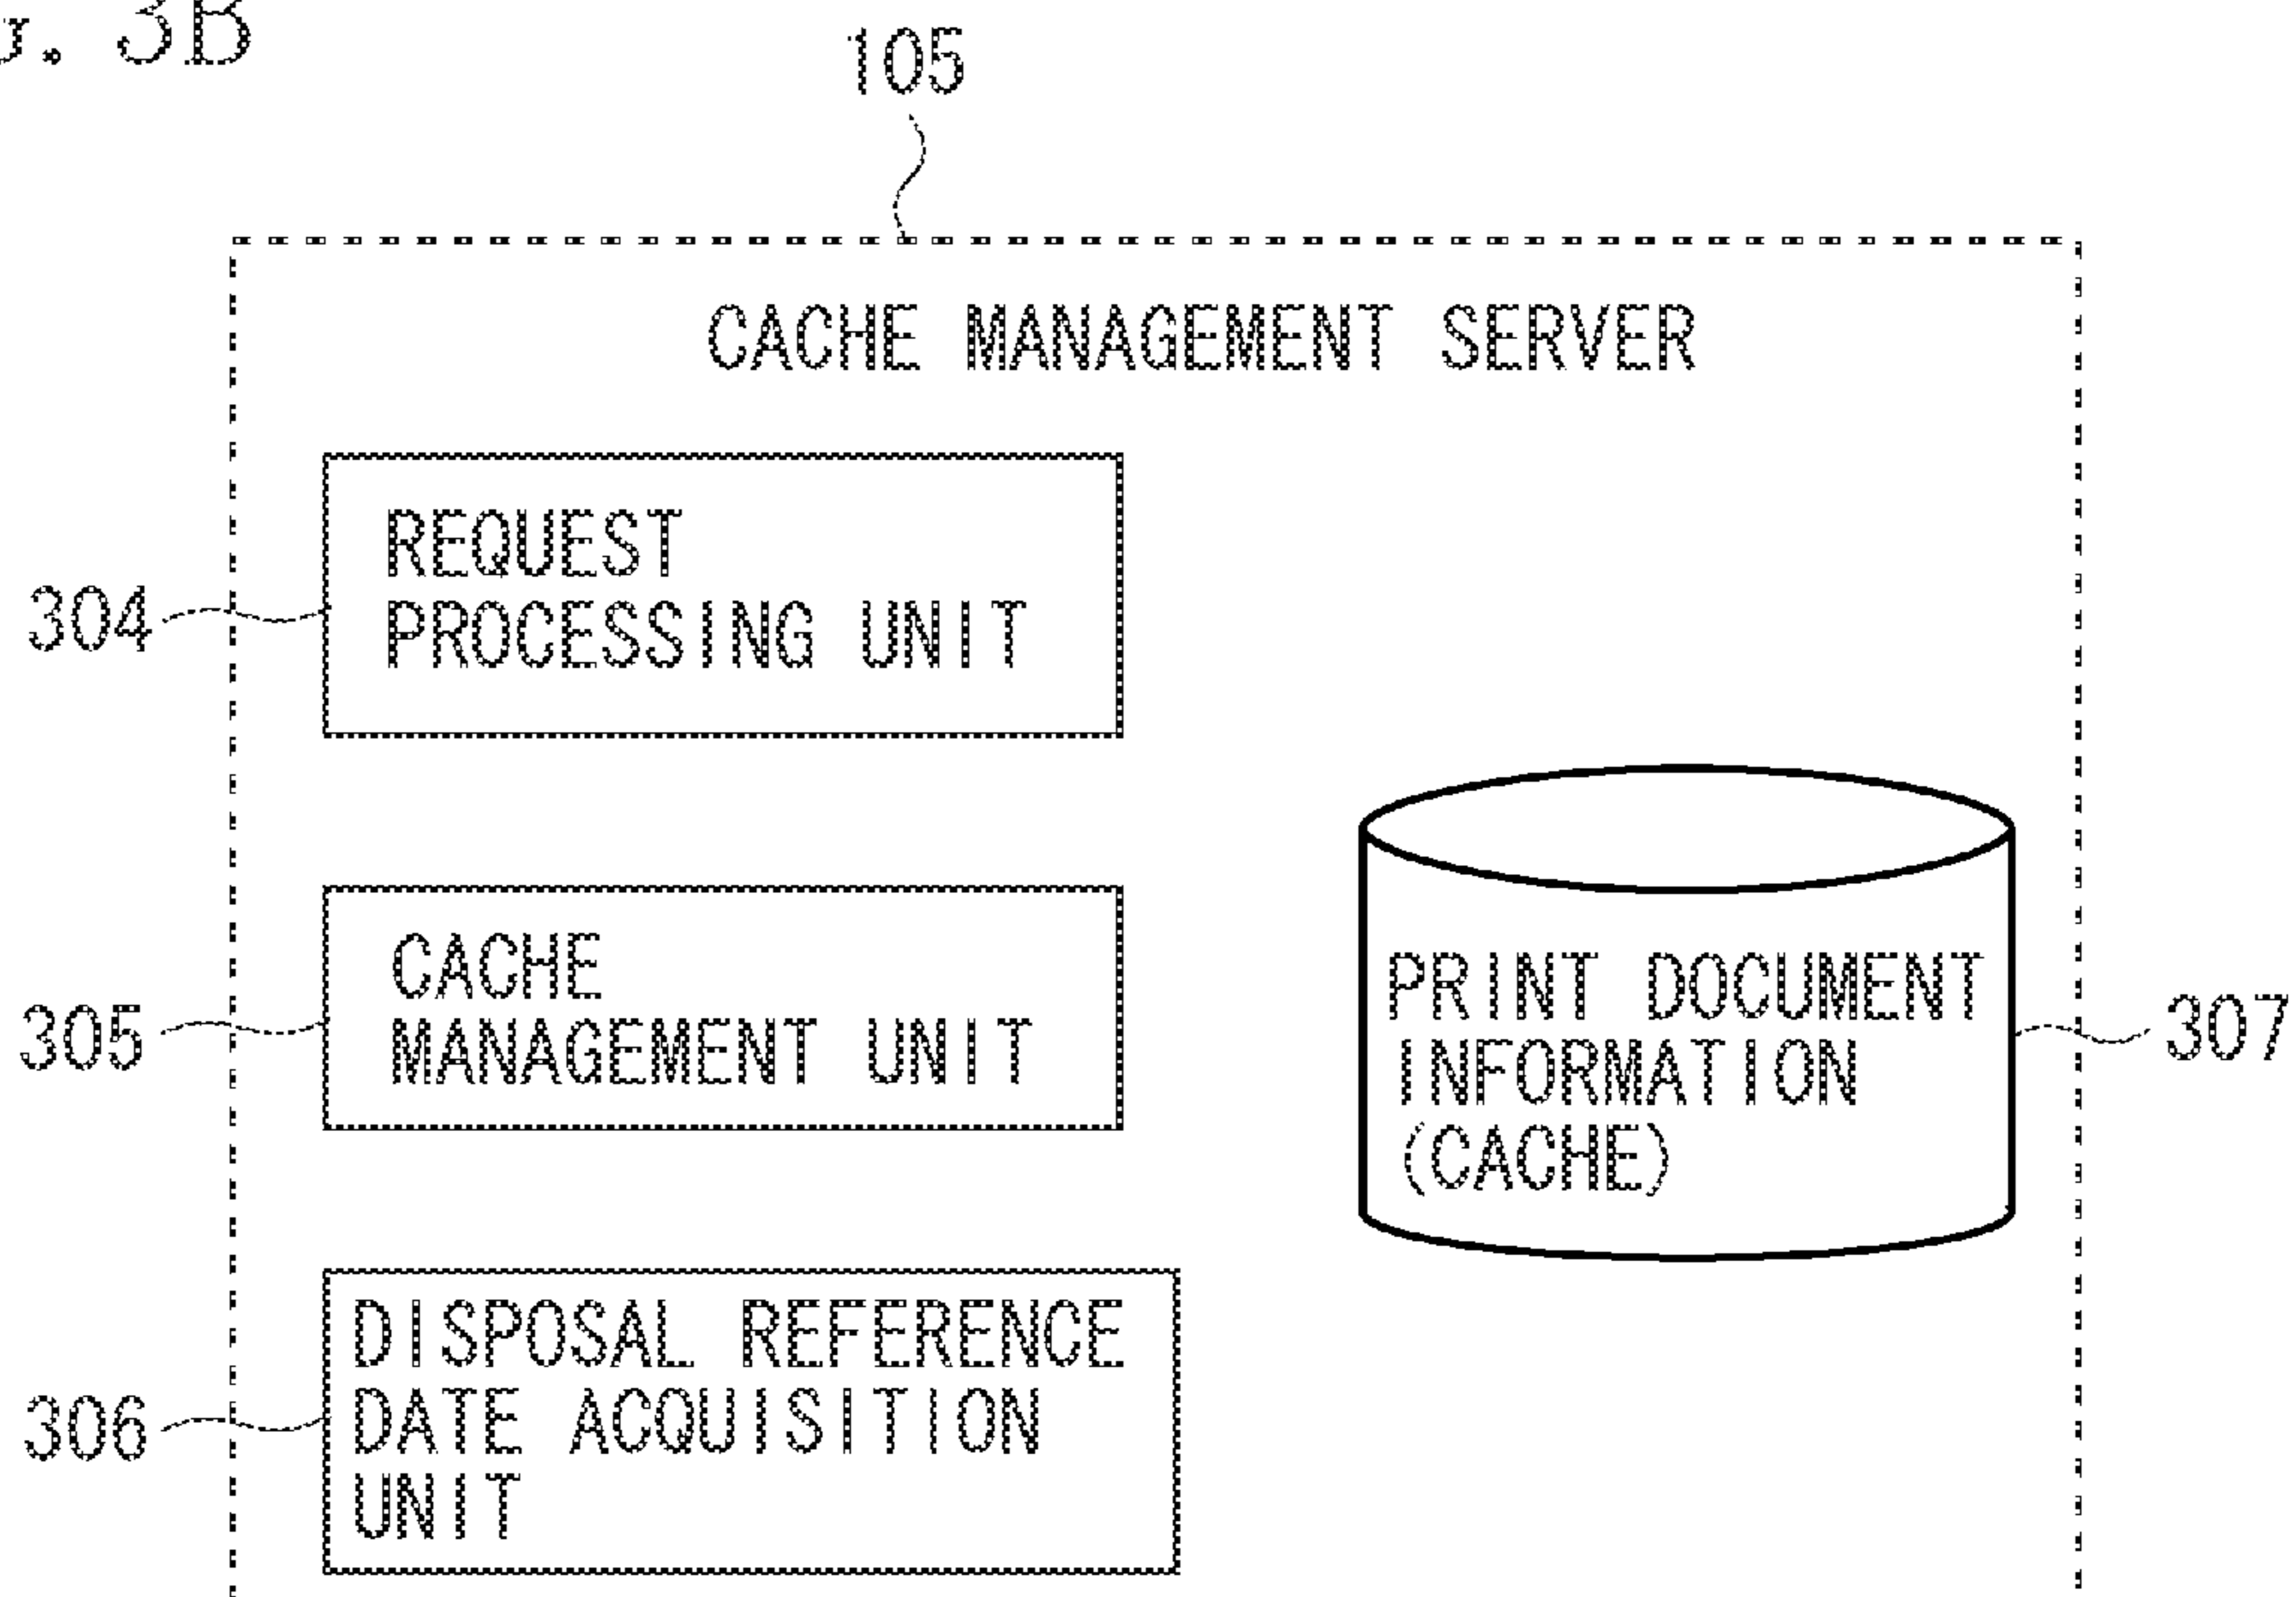 . 3B
105
CACHE MANAGEMENT SERVER
304
REQUEST
PROCESSING UNIT
305
CACHE
MANAGEMENT UNIT
PRINT DOCUMENT
INFORMATION
(CACHE)
307
306
DISPOSAL REFERENCE
DATE ACQUISITION
UNIT